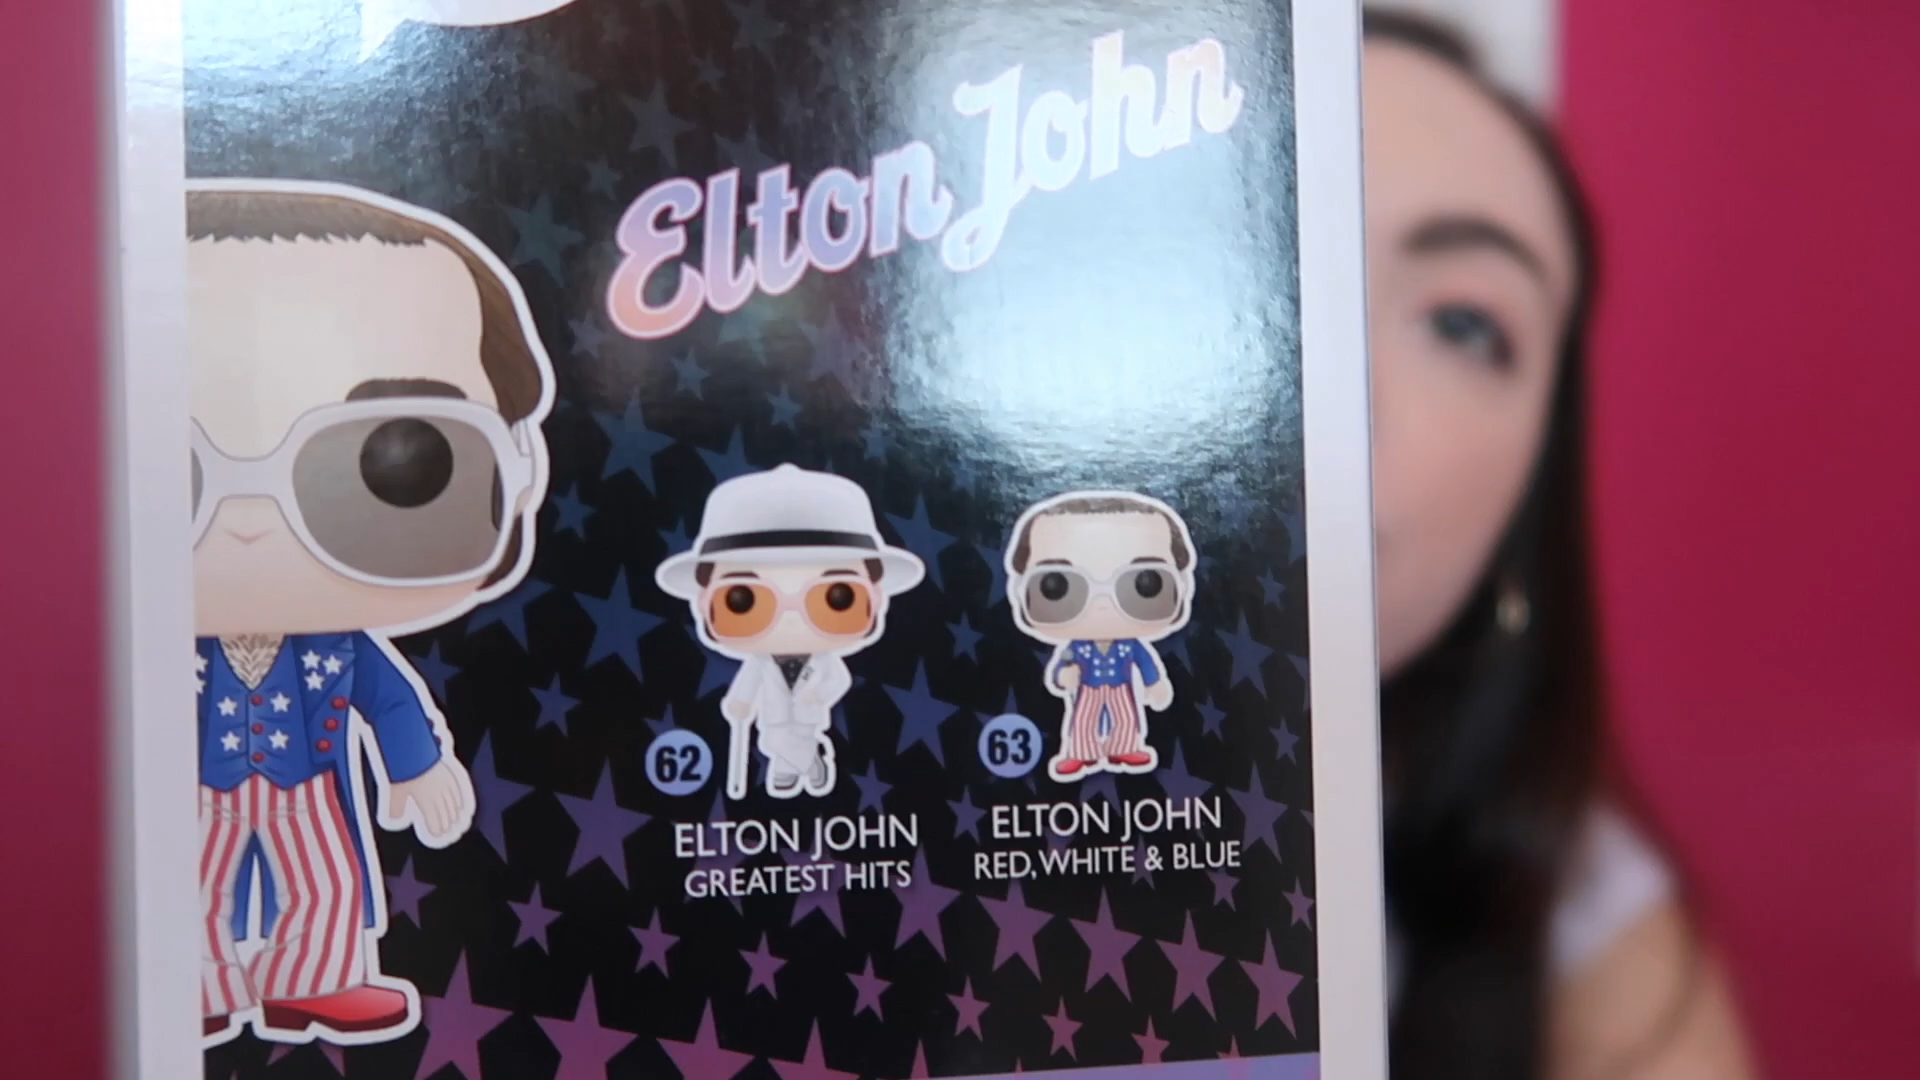 Elton John
62
ELTON JOHN
GREATEST HITS
63
ELTON JOHN
RED, WHITE & BLUE